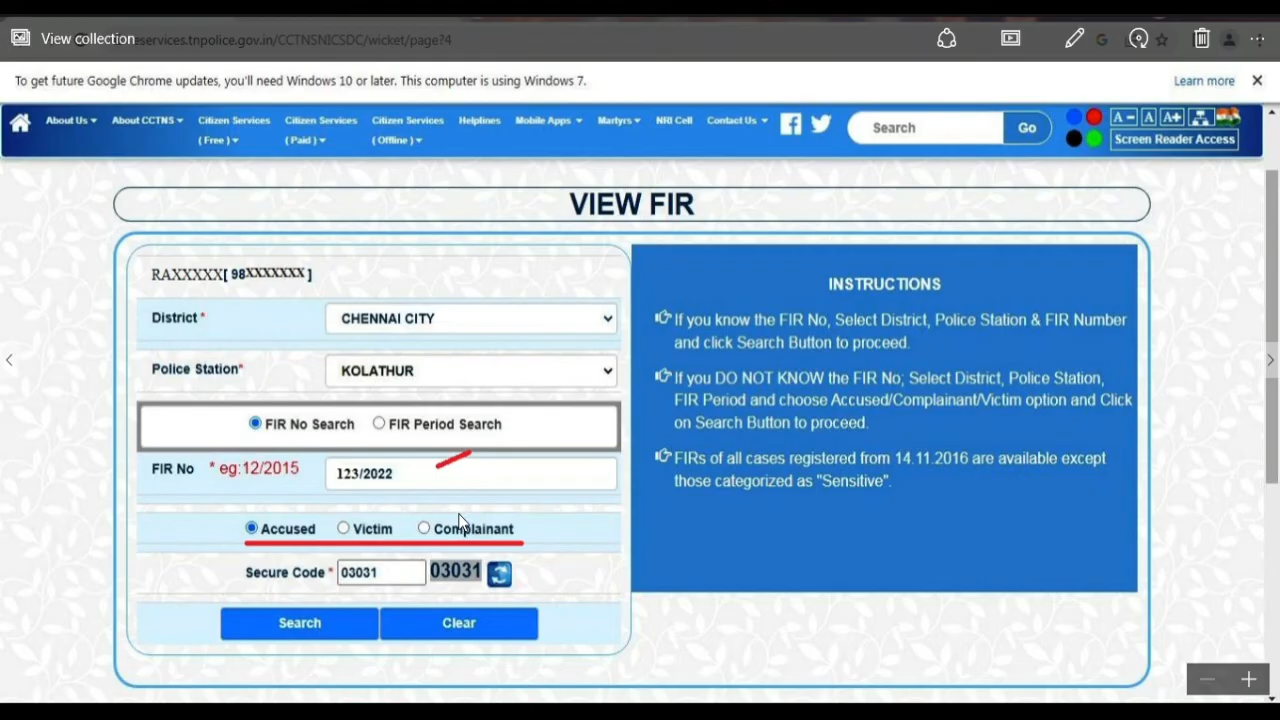 View collection
services.tnpolice.gov.in/CCTNSNICSDC/wicket/page?4
To get future Google Chrome updates, you'll need Windows 10 or later. This computer is using Windows 7.
Learn more
About Us
About CCTNS
Citizen Services
( Free )
Citizen Services
( Paid )
Citizen Services
( Offline )
Helplines
Mobile Apps
Martyrs
NRI Cell
Contact Us
Search
Go
A -
A
A+
Screen Reader Access
VIEW FIR
RAXXXXX[ 98XXXXXXX ]
District *
CHENNAI CITY
Police Station*
KOLATHUR
FIR No Search
FIR Period Search
FIR No * eg:12/2015
123/2022
Accused
Victim
Complainant
Secure Code *
03031
03031
Search
Clear
INSTRUCTIONS
If you know the FIR No, Select District, Police Station & FIR Number
and click Search Button to proceed.
If you DO NOT KNOW the FIR No; Select District, Police Station,
FIR Period and choose Accused/Complainant/Victim option and Click
on Search Button to proceed.
FIRs of all cases registered from 14.11.2016 are available except
those categorized as "Sensitive".